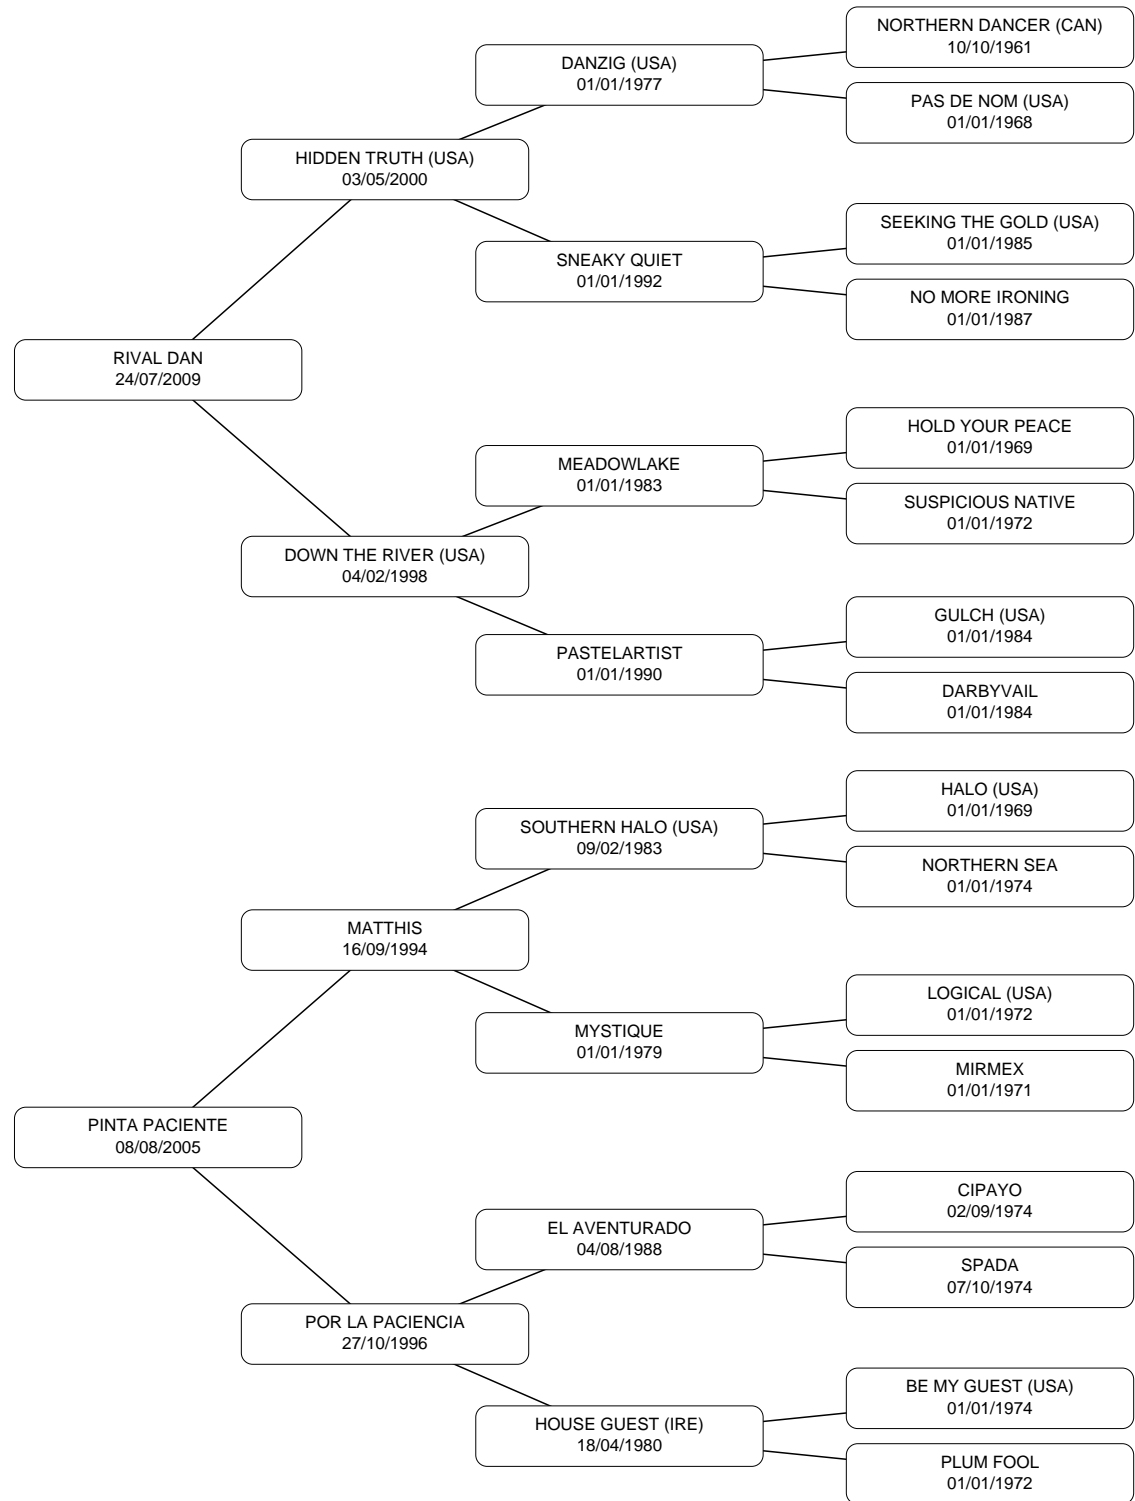 NORTHERN DANCER (CAN)
10/10/1961
DANZIG (USA)
01/01/1977
PAS DE NOM (USA)
01/01/1968
HIDDEN TRUTH (USA)
03/05/2000
SEEKING THE GOLD (USA)
01/01/1985
SNEAKY QUIET
01/01/1992
NO MORE IRONING
01/01/1987
RIVAL DAN
24/07/2009
HOLD YOUR PEACE
01/01/1969
MEADOWLAKE
01/01/1983
SUSPICIOUS NATIVE
01/01/1972
DOWN THE RIVER (USA)
04/02/1998
GULCH (USA)
01/01/1984
PASTELARTIST
01/01/1990
DARBYVAIL
01/01/1984
HALO (USA)
01/01/1969
SOUTHERN HALO (USA)
09/02/1983
NORTHERN SEA
01/01/1974
MATTHIS
16/09/1994
LOGICAL (USA)
01/01/1972
MYSTIQUE
01/01/1979
MIRMEX
01/01/1971
PINTA PACIENTE
08/08/2005
CIPAYO
02/09/1974
EL AVENTURADO
04/08/1988
SPADA
07/10/1974
POR LA PACIENCIA
27/10/1996
BE MY GUEST (USA)
01/01/1974
HOUSE GUEST (IRE)
18/04/1980
PLUM FOOL
01/01/1972